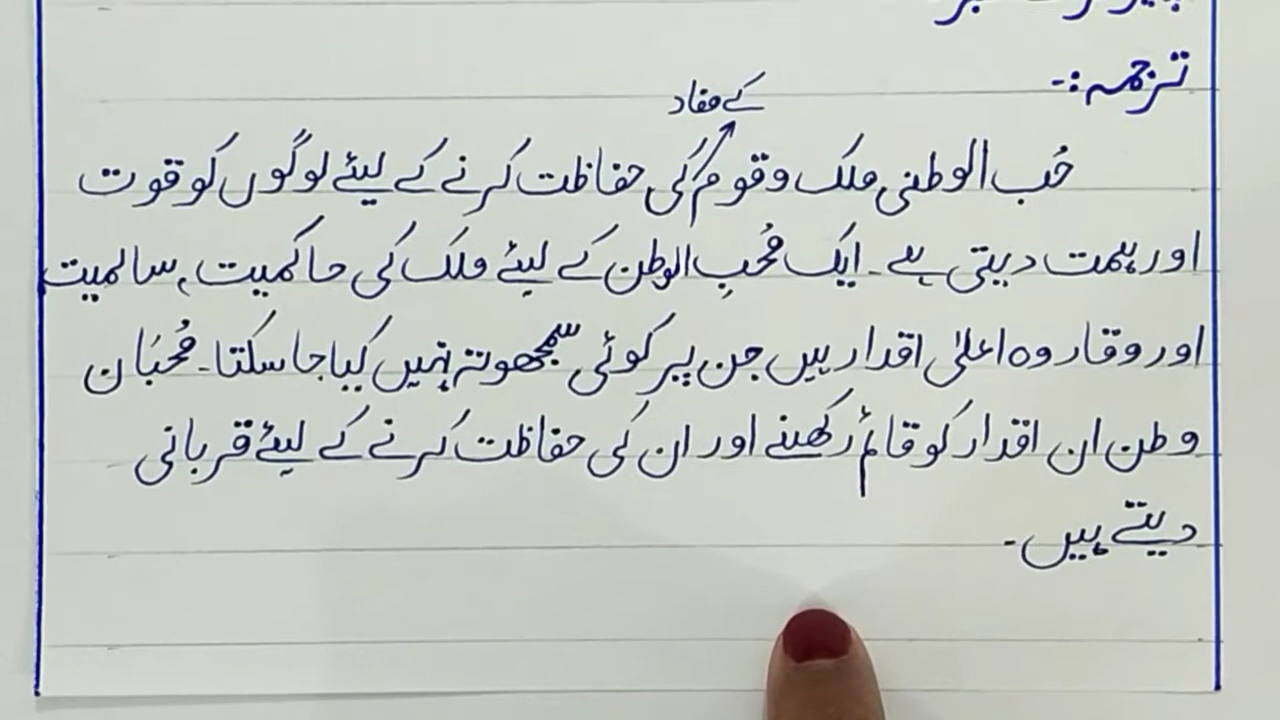 ترجمہ:-
کے مفاد
حُب الوطنی ملک و قوم کی حفاظت کرنے کے لیئے لوگوں کو قوت
اور ہمت دیتی ہے۔ ایک مُحبِ الوطن کے لیئے ملک کی حاکمیت، سالمیت
اور وقار وہ اعلیٰ اقدار ہیں جن پر کوئی سمجھوتہ نہیں کیا جا سکتا۔ مُحبَان
وطن ان اقدار کو قائم رکھنے اور ان کی حفاظت کرنے کے لیئے قربانی
دیتے ہیں۔